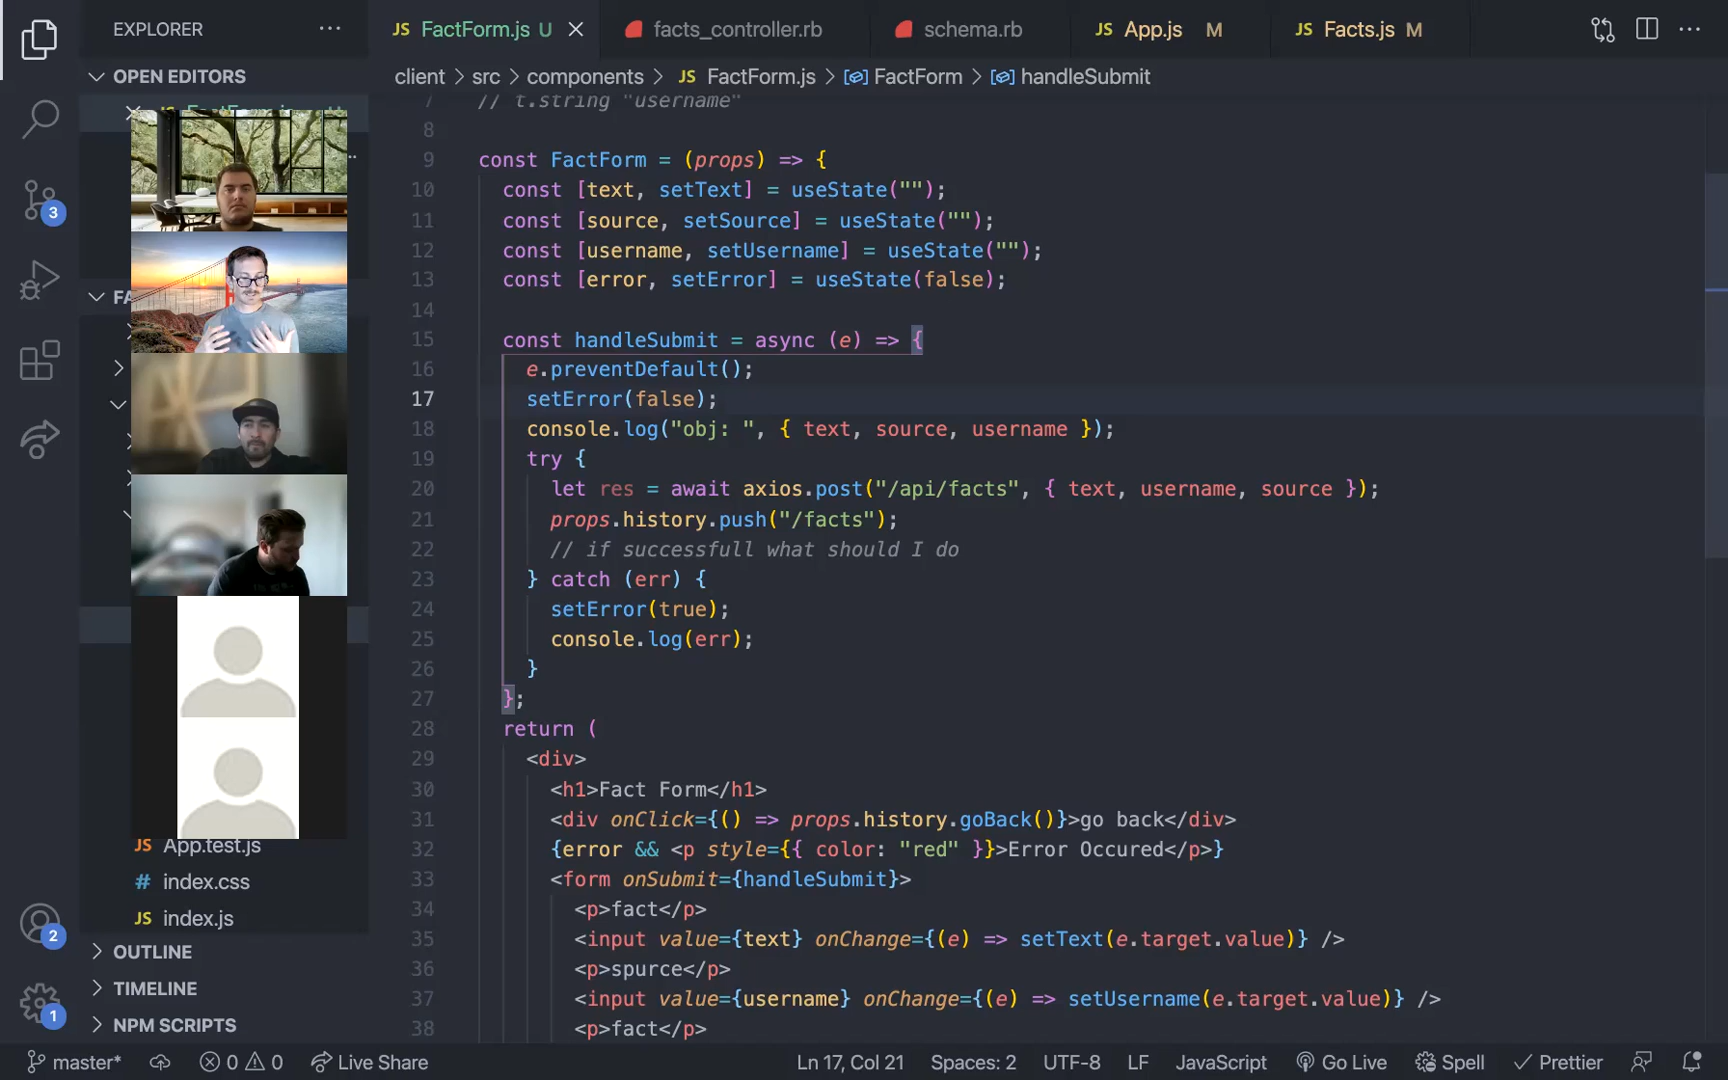 EXPLORER
FactForm.js U
facts_controller.rb
schema.rb
JS App.js M
JS Facts.js M
OPEN EDITORS
client > src > components > JS FactForm.js > FactForm > handleSubmit
7 // t.string "username"
8
9 const FactForm = (props) => {
10 const [text, setText] = useState("");
11 const [source, setSource] = useState("");
12 const [username, setUsername] = useState("");
13 const [error, setError] = useState(false);
14
15 const handleSubmit = async (e) => {
16 e.preventDefault();
17 setError(false);
18 console.log("obj: ", { text, source, username });
19 try {
20 let res = await axios.post("/api/facts", { text, username, source });
21 props.history.push("/facts");
22 // if successfull what should I do
23 } catch (err) {
24 setError(true);
25 console.log(err);
26 }
27 };
28 return (
29 <div>
30 <h1>Fact Form</h1>
31 <div onClick={() => props.history.goBack()}>go back</div>
32 {error && <p style={{ color: "red" }}>Error Occured</p>}
33 <form onSubmit={handleSubmit}>
34 <p>fact</p>
35 <input value={text} onChange={(e) => setText(e.target.value)} />
36 <p>spurce</p>
37 <input value={username} onChange={(e) => setUsername(e.target.value)} />
38 <p>fact</p>
3
FA
JS App.test.js
# index.css
JS index.js
2
OUTLINE
TIMELINE
1
NPM SCRIPTS
master* 0 0 Live Share Ln 17, Col 21 Spaces: 2 UTF-8 LF JavaScript Go Live Spell Prettier